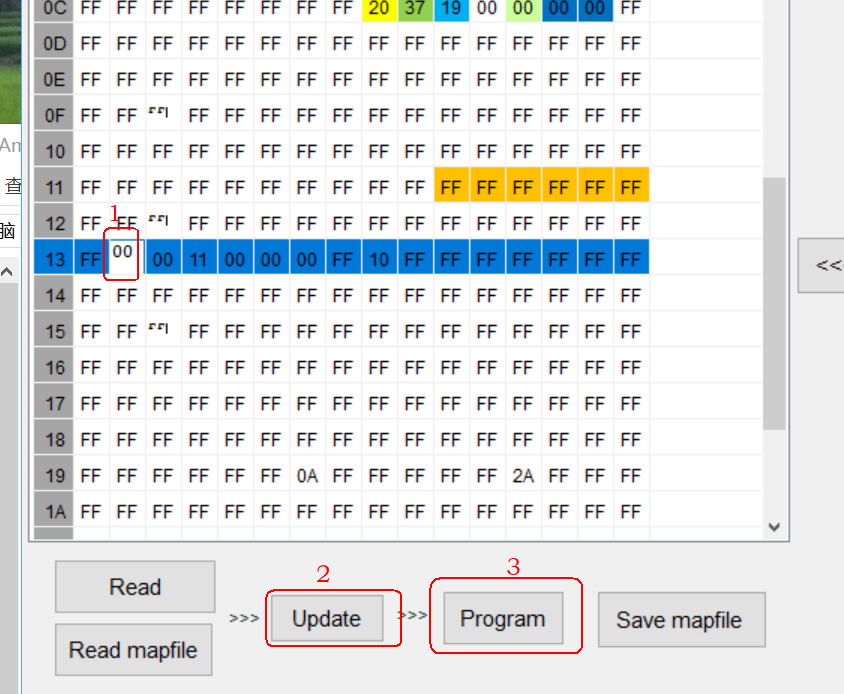 0C FF FF FF FF FF FF FF FF 20 37 19 00 00 00 00 FF
0D FF FF FF FF FF FF FF FF FF FF FF FF FF FF FF FF
0E FF FF FF FF FF FF FF FF FF FF FF FF FF FF FF FF
0F FF FF FF FF FF FF FF FF FF FF FF FF FF FF FF
Am
10 FF FF FF FF FF FF FF FF FF FF FF FF FF FF FF FF
查
11 FF FF FF FF FF FF FF FF FF FF FF FF FF FF FF FF
1
脑
12 FF FF FF FF FF FF FF FF FF FF FF FF FF FF FF
13 FF 00 00 11 00 00 00 FF 10 FF FF FF FF FF FF FF
<<<
14 FF FF FF FF FF FF FF FF FF FF FF FF FF FF FF FF
15 FF FF FF FF FF FF FF FF FF FF FF FF FF FF FF
16 FF FF FF FF FF FF FF FF FF FF FF FF FF FF FF FF
17 FF FF FF FF FF FF FF FF FF FF FF FF FF FF FF FF
18 FF FF FF FF FF FF FF FF FF FF FF FF FF FF FF FF
19 FF FF FF FF FF FF 0A FF FF FF FF FF 2A FF FF FF
1A FF FF FF FF FF FF FF FF FF FF FF FF FF FF FF FF
2
3
Read
>>>
Update
>>>
Program
Save mapfile
Read mapfile